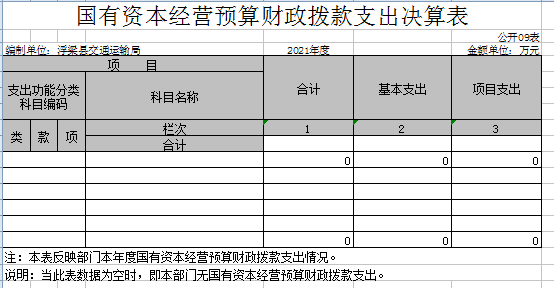 国有资本经营预算财政拨款支出决算表
公开09表
编制单位：浮梁县交通运输局 2021年度 金额单位：万元
项 目 合计 基本支出 项目支出
支出功能分类科目编码 科目名称
类 款 项 栏次 1 2 3
合计
0 0 0
0 0 0
注：本表反映部门本年度国有资本经营预算财政拨款支出情况。
说明：当此表数据为空时，即本部门无国有资本经营预算财政拨款支出。